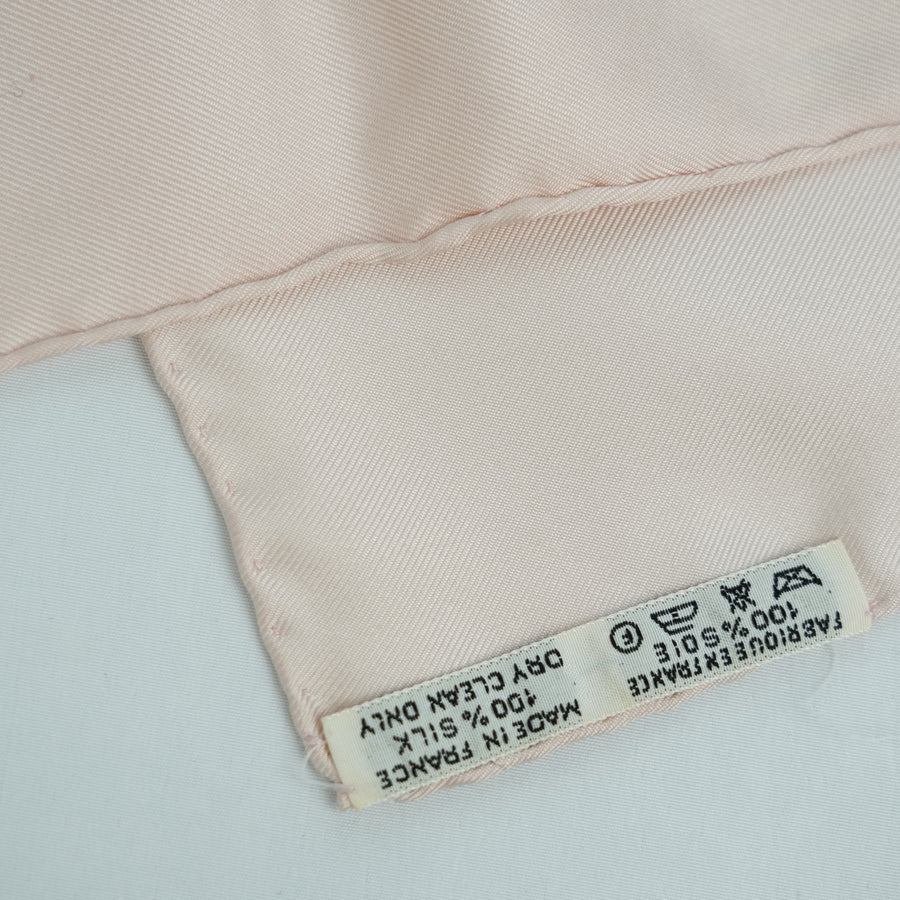 FABRIQUE EN FRANCE
100% SOIE
F
MADE IN FRANCE
100% SILK
DRY CLEAN ONLY